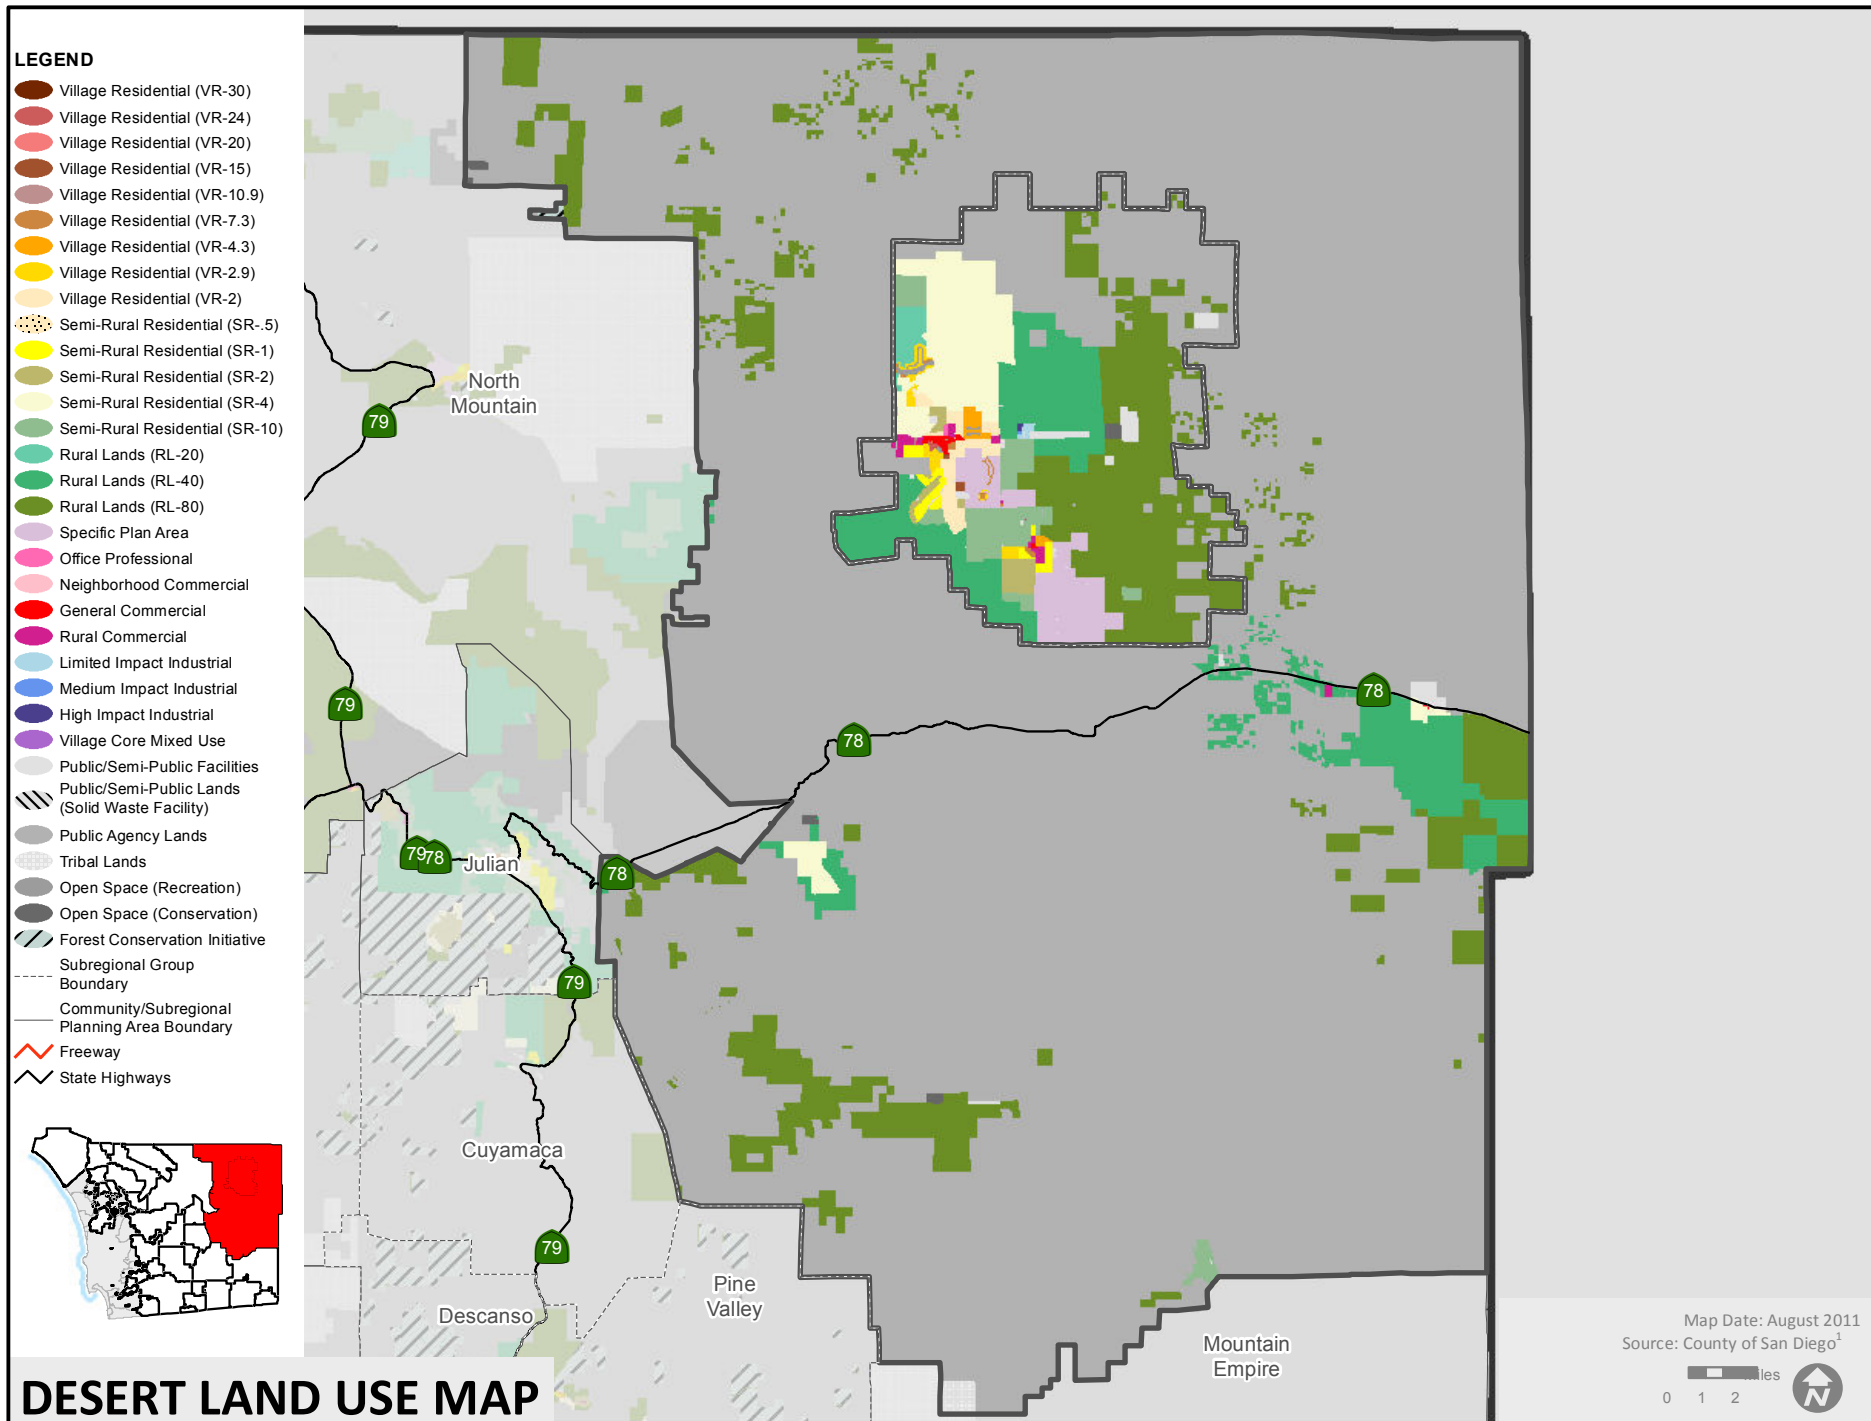 LEGEND
Village Residential (VR-30)
Village Residential (VR-24)
Village Residential (VR-20)
Village Residential (VR-15)
Village Residential (VR-10.9)
Village Residential (VR-7.3)
Village Residential (VR-4.3)
Village Residential (VR-2.9)
Village Residential (VR-2)
Semi-Rural Residential (SR-.5)
Semi-Rural Residential (SR-1)
Semi-Rural Residential (SR-2)
Semi-Rural Residential (SR-4)
Semi-Rural Residential (SR-10)
Rural Lands (RL-20)
Rural Lands (RL-40)
Rural Lands (RL-80)
Specific Plan Area
Office Professional
Neighborhood Commercial
General Commercial
Rural Commercial
Limited Impact Industrial
Medium Impact Industrial
High Impact Industrial
Village Core Mixed Use
Public/Semi-Public Facilities
Public/Semi-Public Lands
(Solid Waste Facility)
Public Agency Lands
Tribal Lands
Open Space (Recreation)
Open Space (Conservation)
Forest Conservation Initiative
Subregional Group
Boundary
Community/Subregional
Planning Area Boundary
Freeway
State Highways
North
Mountain
79
79
78
78
79
78
Julian
78
79
Cuyamaca
79
Descanso
Pine
Valley
Mountain
Empire
Map Date: August 2011
Source: County of San Diego1
0 1 2
N
DESERT LAND USE MAP